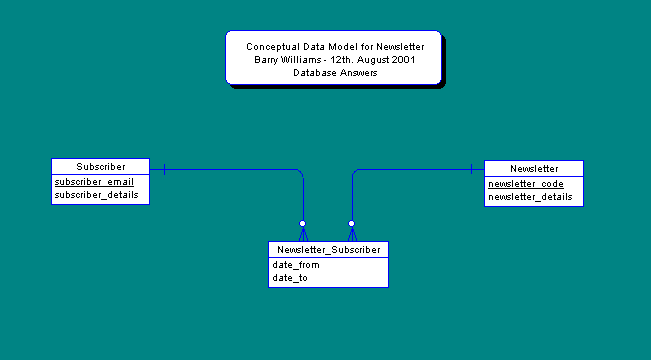 Conceptual Data Model for Newsletter
Barry Williams - 12th. August 2001
Database Answers
Subscriber
subscriber_email
subscriber_details
Newsletter
newsletter_code
newsletter_details
Newsletter_Subscriber
date_from
date_to